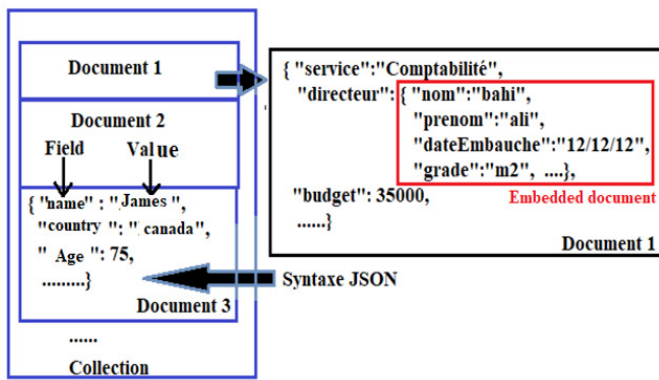 Document 1
Document 2
Field Value
{ "name" : "James ",
"country ": " canada",
" Age ": 75,
.........}
Document 3
......
Collection
{ "service":"Comptabilité",
"directeur": { "nom":"bahi",
"prenom":"ali",
"dateEmbauche":"12/12/12",
"grade":"m2", ....},
Embedded document
"budget": 35000,
......}
Document 1
Syntaxe JSON